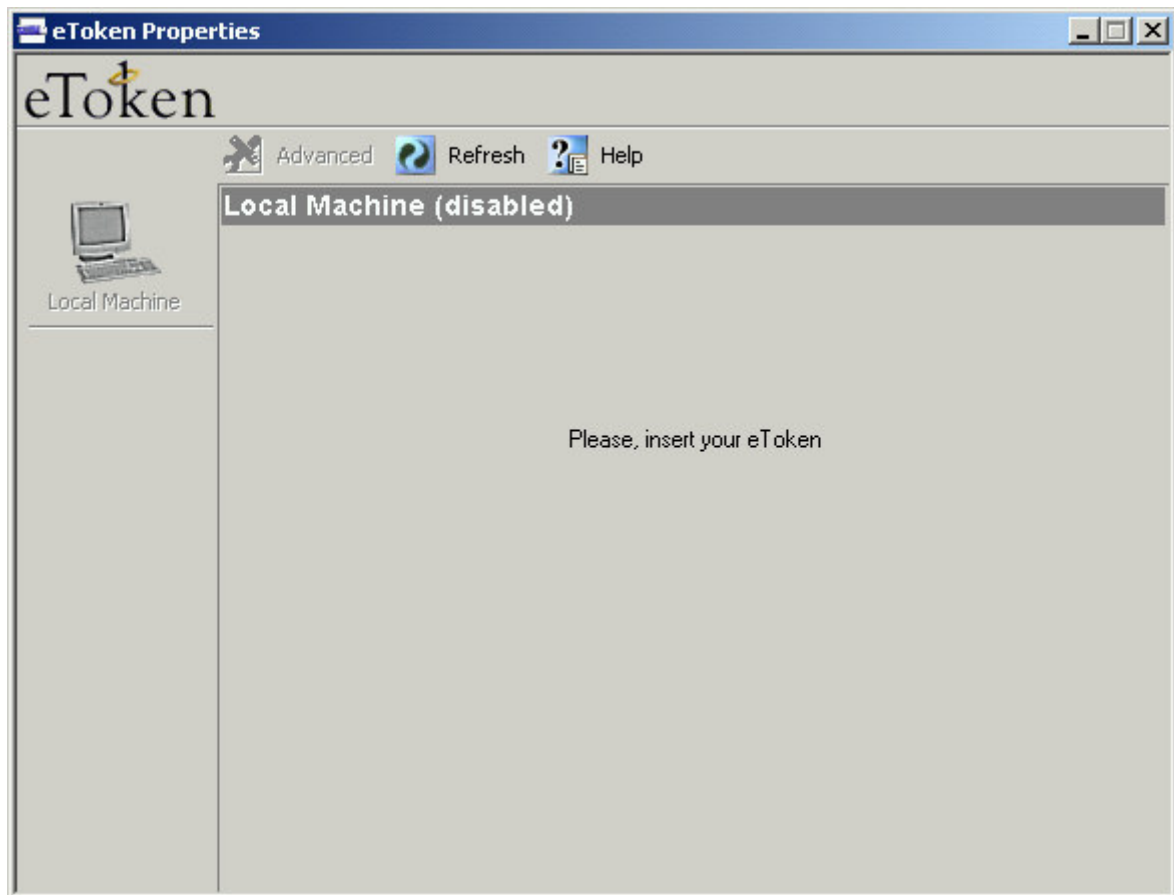 eToken Properties
eToken
Advanced Refresh Help
Local Machine (disabled)
Local Machine
Please, insert your eToken